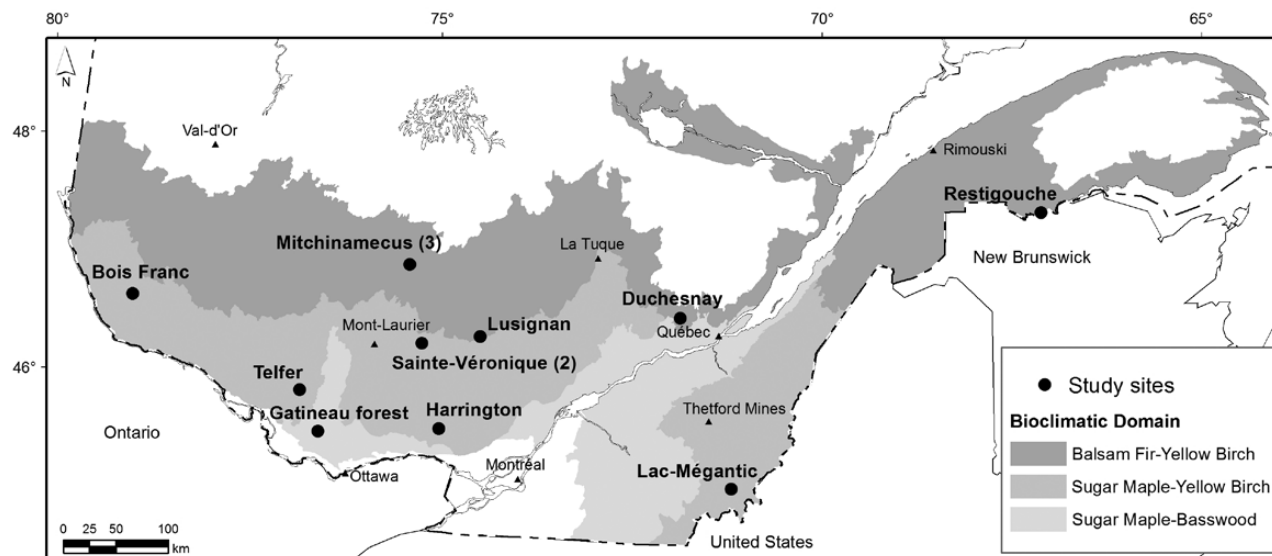 80° 75° 70° 65°
N
48°
46°
Val-d'Or
Rimouski
Restigouche
Mitchinamecus (3)
La Tuque
New Brunswick
Bois Franc
Duchesnay
Mont-Laurier
Lusignan
Québec
Sainte-Véronique (2)
Telfer
Gatineau forest
Harrington
Thetford Mines
Ontario
Montréal
Ottawa
Lac-Mégantic
United States
0 25 50 100
km
Study sites
Bioclimatic Domain
Balsam Fir-Yellow Birch
Sugar Maple-Yellow Birch
Sugar Maple-Basswood